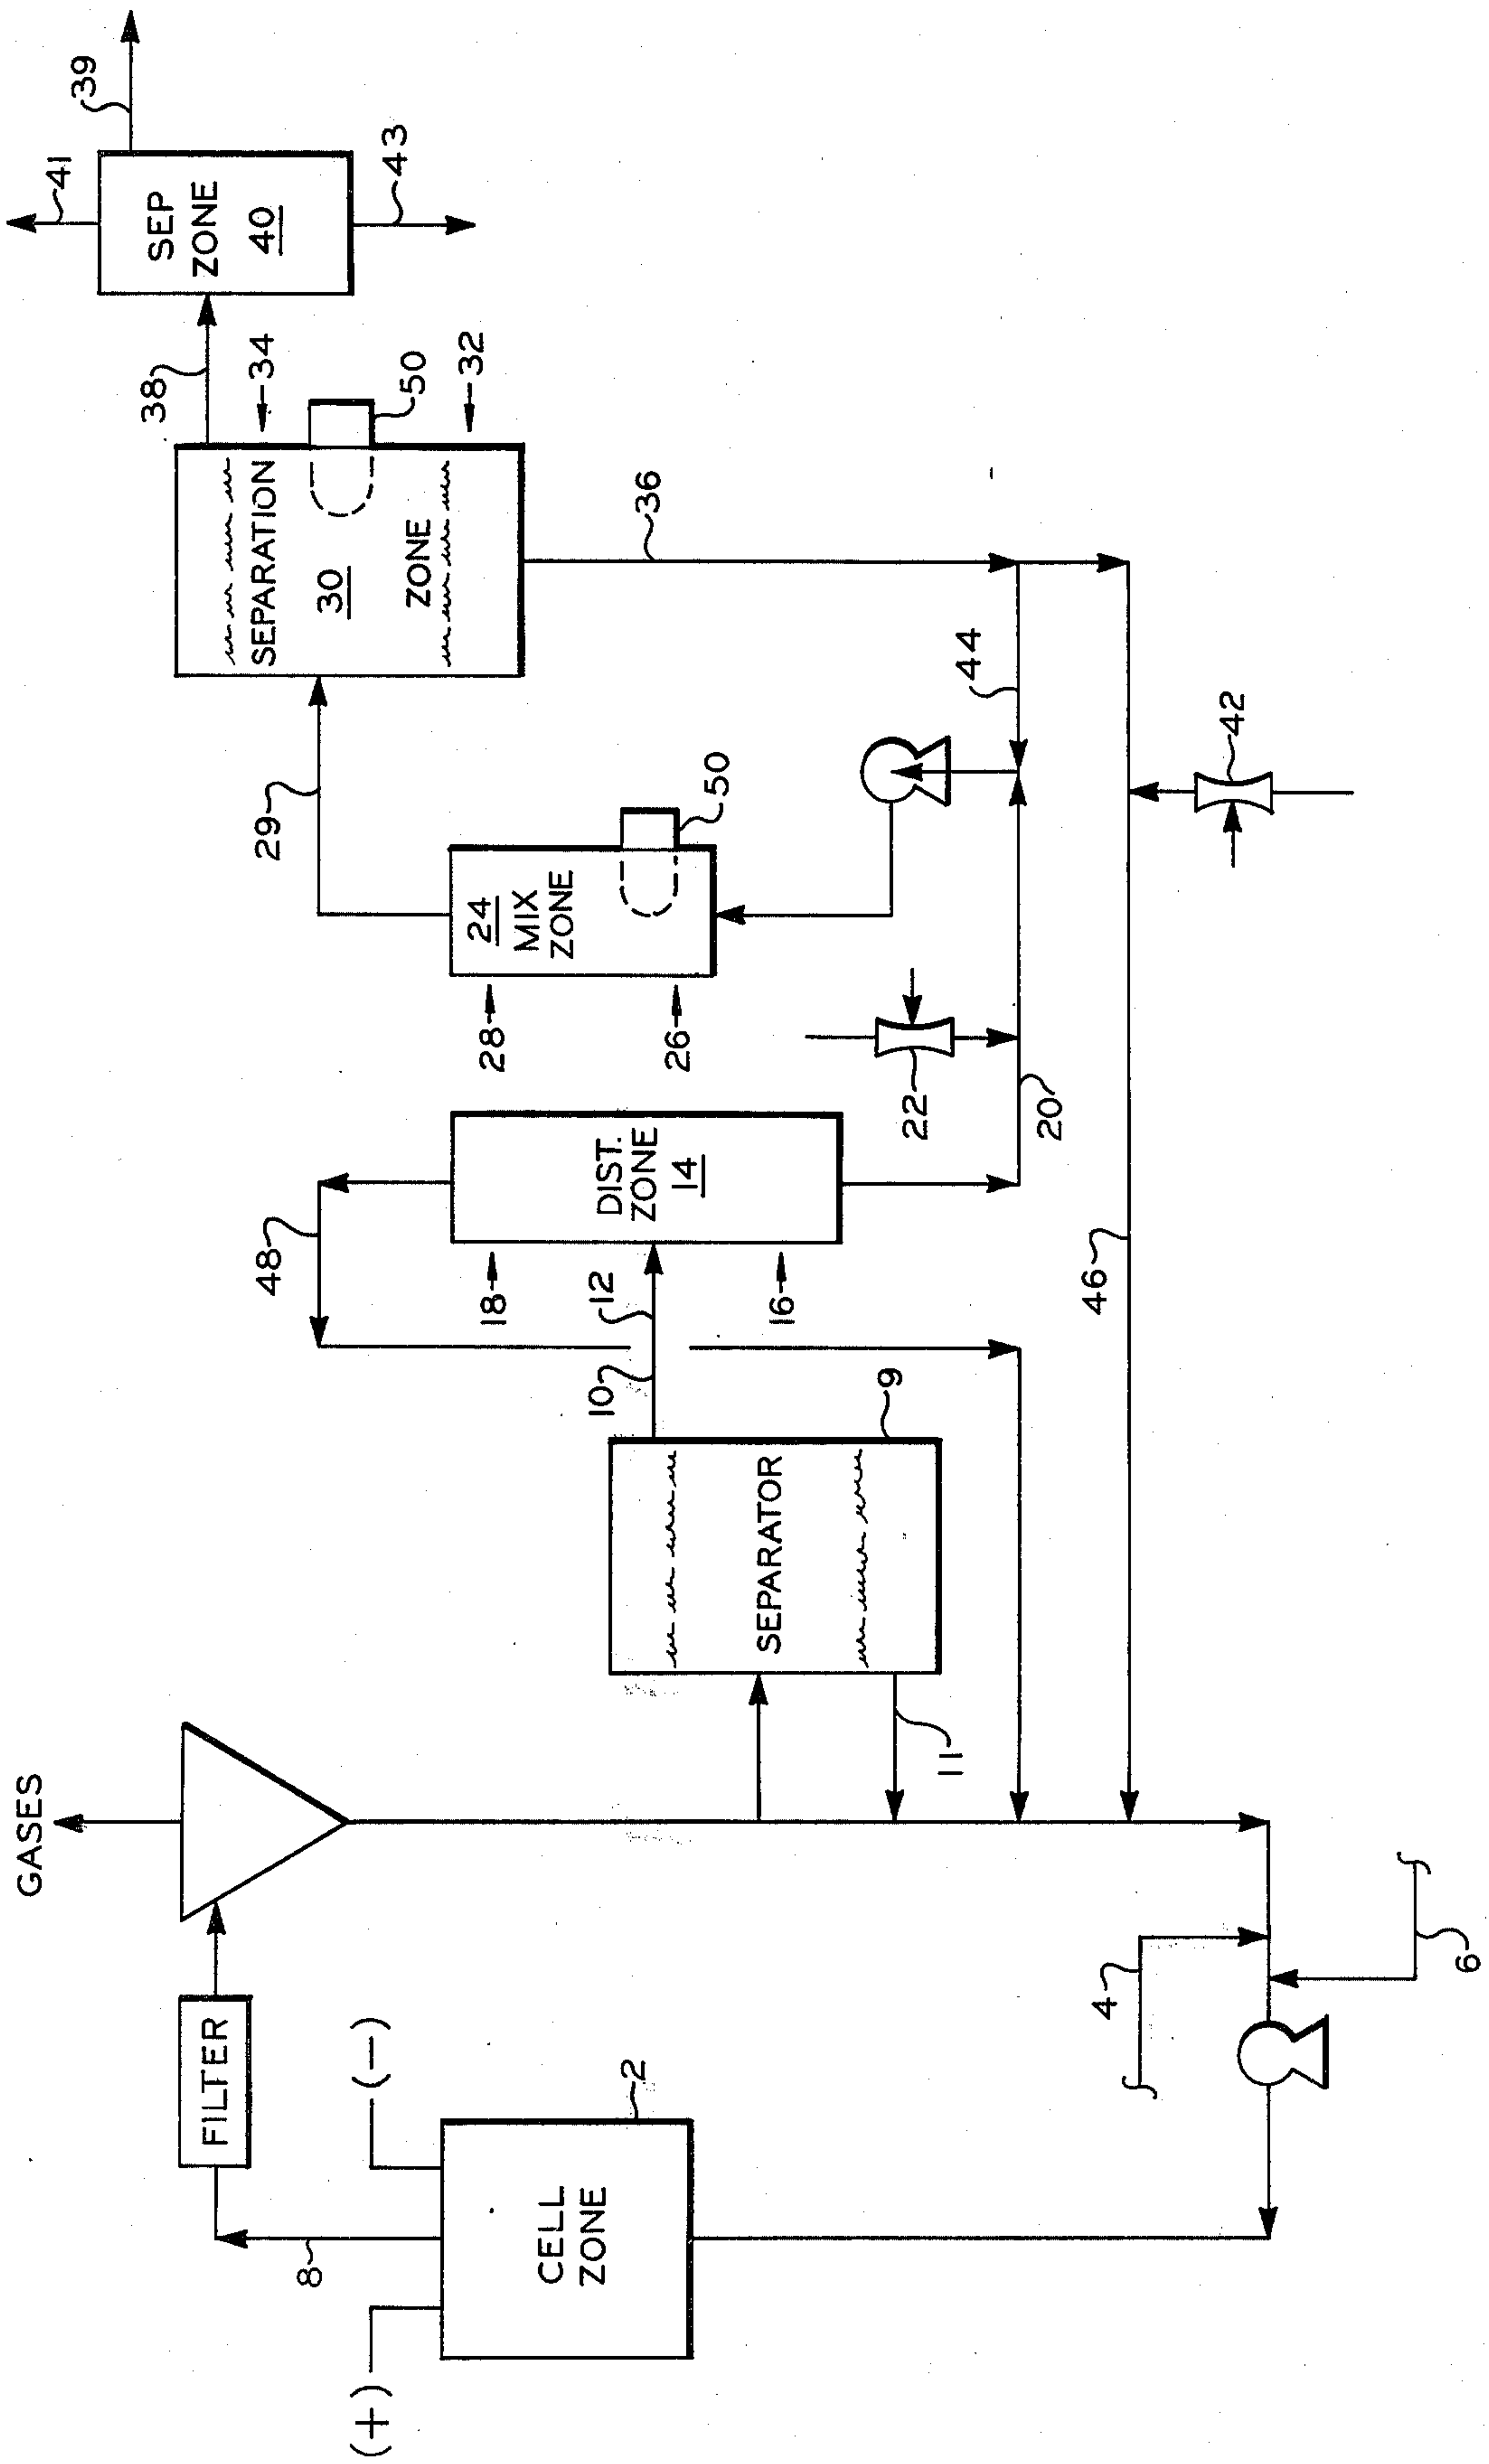 GASES
FILTER
8
(+)
(-)
CELL
ZONE
2
4
6
SEPARATOR
9
11
10
12
48
18
16
DIST.
ZONE
14
20
22
46
28
26
24
MIX
ZONE
50
29
SEPARATION
30
ZONE
34
32
50
38
36
44
42
SEP
ZONE
40
41
39
43